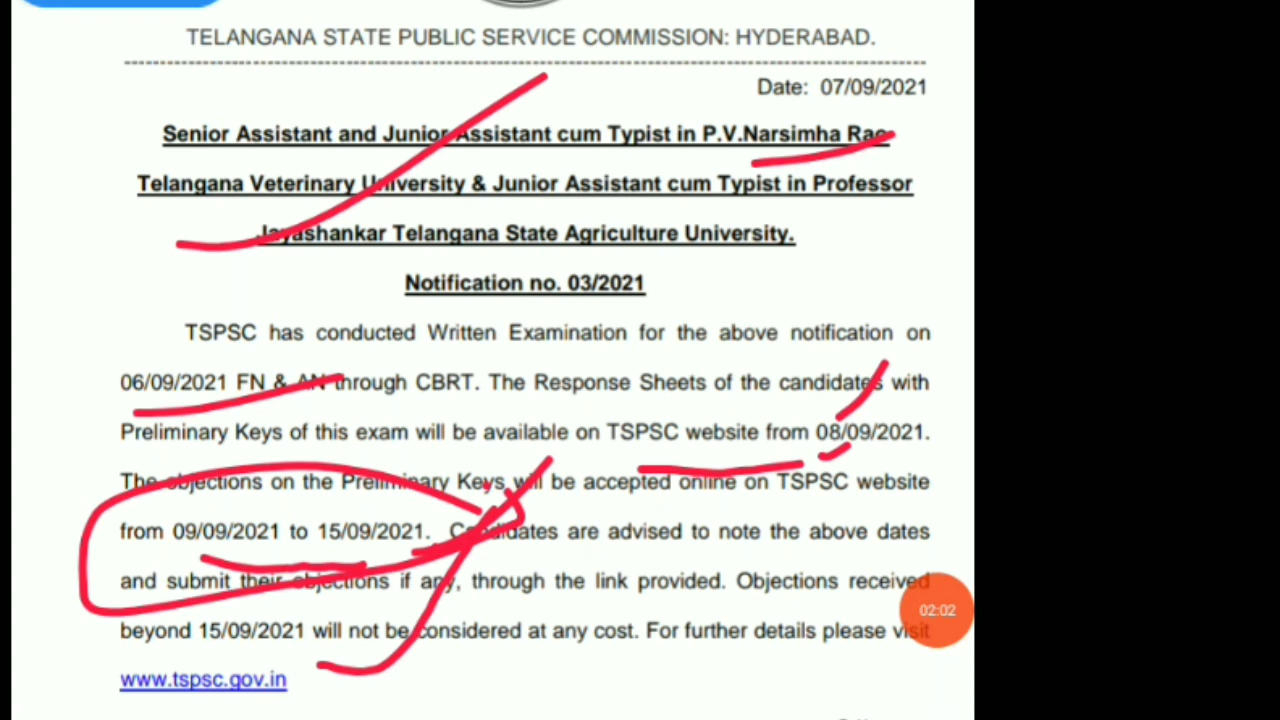 TELANGANA STATE PUBLIC SERVICE COMMISSION: HYDERABAD.
Date: 07/09/2021
Senior Assistant and Junior Assistant cum Typist in P.V.Narsimha Rao
Telangana Veterinary University & Junior Assistant cum Typist in Professor
Jayashankar Telangana State Agriculture University.
Notification no. 03/2021
TSPSC has conducted Written Examination for the above notification on
06/09/2021 FN & AN through CBRT. The Response Sheets of the candidates with
Preliminary Keys of this exam will be available on TSPSC website from 08/09/2021.
The objections on the Preliminary Keys will be accepted online on TSPSC website
from 09/09/2021 to 15/09/2021. Candidates are advised to note the above dates
and submit their objections if any, through the link provided. Objections received
02:02
beyond 15/09/2021 will not be considered at any cost. For further details please visit
www.tspsc.gov.in